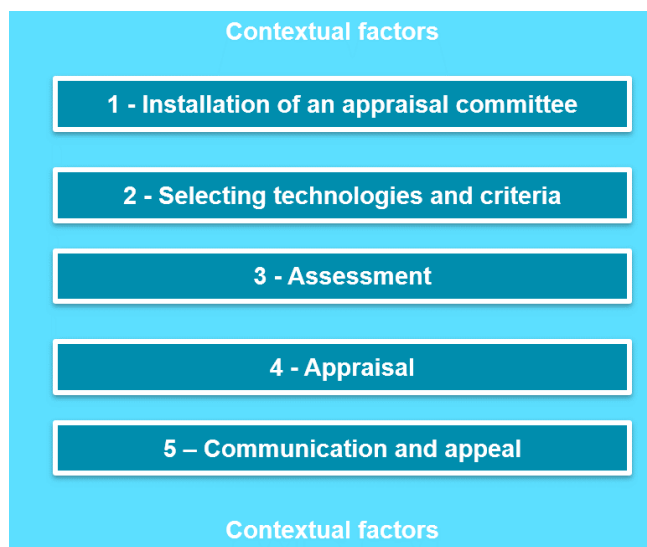 Contextual factors
1 - Installation of an appraisal committee
2 - Selecting technologies and criteria
3 - Assessment
4 - Appraisal
5 – Communication and appeal
Contextual factors